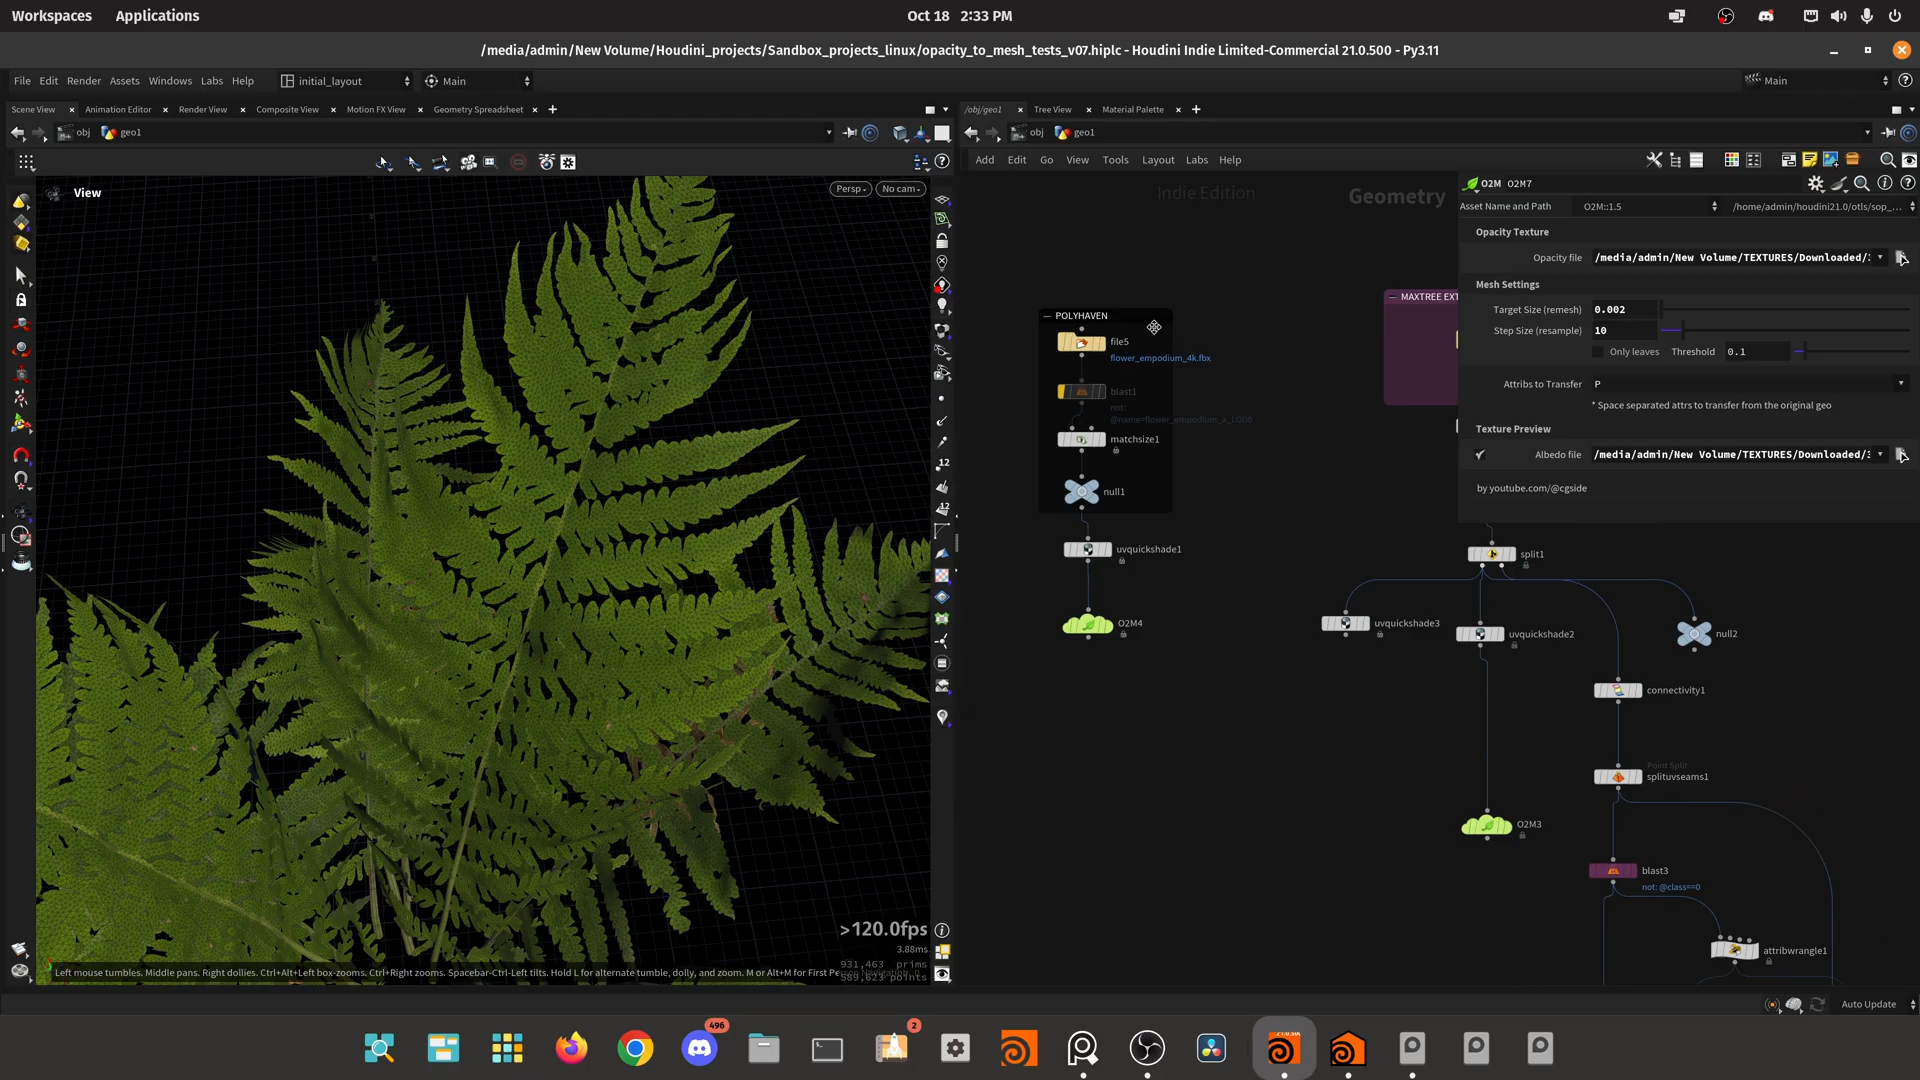 Workspaces Applications Oct 18 2:33 PM
/media/admin/New Volume/Houdini_projects/Sandbox_projects_linux/opacity_to_mesh_tests_v07.hiplc - Houdini Indie Limited-Commercial 21.0.500 - Py3.11
File Edit Render Assets Windows Labs Help initial_layout Main Main
Scene View Animation Editor Render View Composite View Motion FX View Geometry Spreadsheet
/obj/geo1 Tree View Material Palette
obj geo1
obj geo1
Add Edit Go View Tools Layout Labs Help
View
Persp No cam
Indie Edition
Geometry
O2M O2M7
Asset Name and Path O2M::1.5 /home/admin/houdini21.0/otls/sop_...
Opacity Texture
Opacity file /media/admin/New Volume/TEXTURES/Downloaded/
Mesh Settings
Target Size (remesh) 0.002
Step Size (resample) 10
Only leaves Threshold 0.1
Attribs to Transfer P
* Space separated attrs to transfer from the original geo
Texture Preview
Albedo file /media/admin/New Volume/TEXTURES/Downloaded/
by youtube.com/@cgside
POLYHAVEN
file5
flower_empodium_4k.fbx
blast1
not:
@name=flower_empodium_a_LOD0
matchsize1
null1
uvquickshade1
O2M4
MAXTREE EXT
split1
uvquickshade3
uvquickshade2
null2
connectivity1
Point Split
splituvseams1
O2M3
blast3
not: @class==0
attribwrangle1
12
12
>120.0fps
3.88ms
931,463 prims
589,623 points
Left mouse tumbles. Middle pans. Right dollies. Ctrl+Alt+Left box-zooms. Ctrl+Right zooms. Spacebar-Ctrl-Left tilts. Hold L for alternate tumble, dolly, and zoom. M or Alt+M for First Pe
Auto Update
496
2